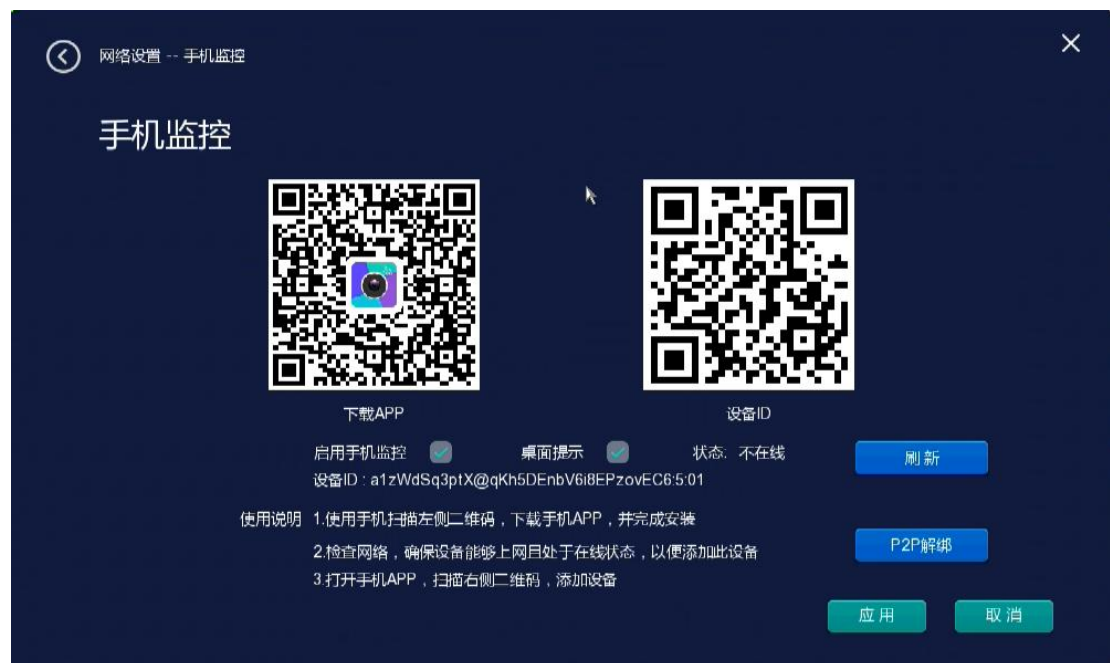 网络设置 -- 手机监控
手机监控
下载APP
设备ID
启用手机监控 桌面提示 状态: 不在线 刷新
设备ID : a1zWdSq3ptX@qKh5DEnbV6i8EPzovEC6:5:01
使用说明 1.使用手机扫描左侧二维码，下载手机APP，并完成安装
2.检查网络，确保设备能够上网且处于在线状态，以便添加此设备 P2P解绑
3.打开手机APP，扫描右侧二维码，添加设备
应用 取消